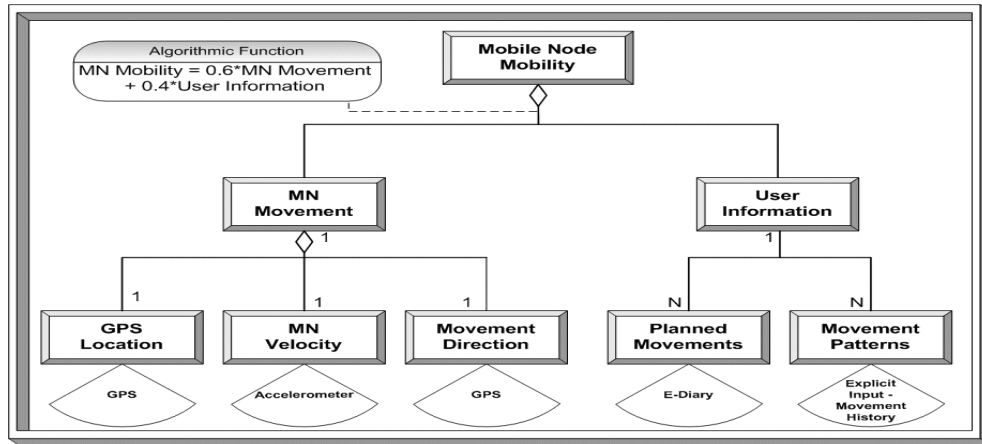 Algorithmic Function
MN Mobility = 0.6*MN Movement
+ 0.4*User Information
Mobile Node
Mobility
MN
Movement
User
Information
1
1
1
1
1
N
N
GPS
Location
MN
Velocity
Movement
Direction
Planned
Movements
Movement
Patterns
GPS
Accelerometer
GPS
E-Diary
Explicit
Input -
Movement
History